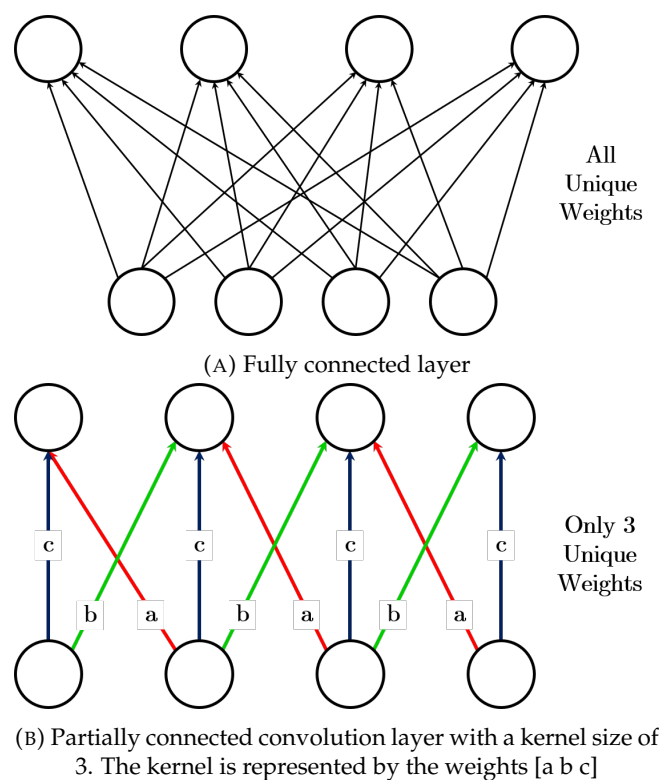 All
Unique
Weights
(A) Fully connected layer
c
c
c
c
Only 3
Unique
Weights
b
a
b
a
b
a
(B) Partially connected convolution layer with a kernel size of
3. The kernel is represented by the weights [a b c]